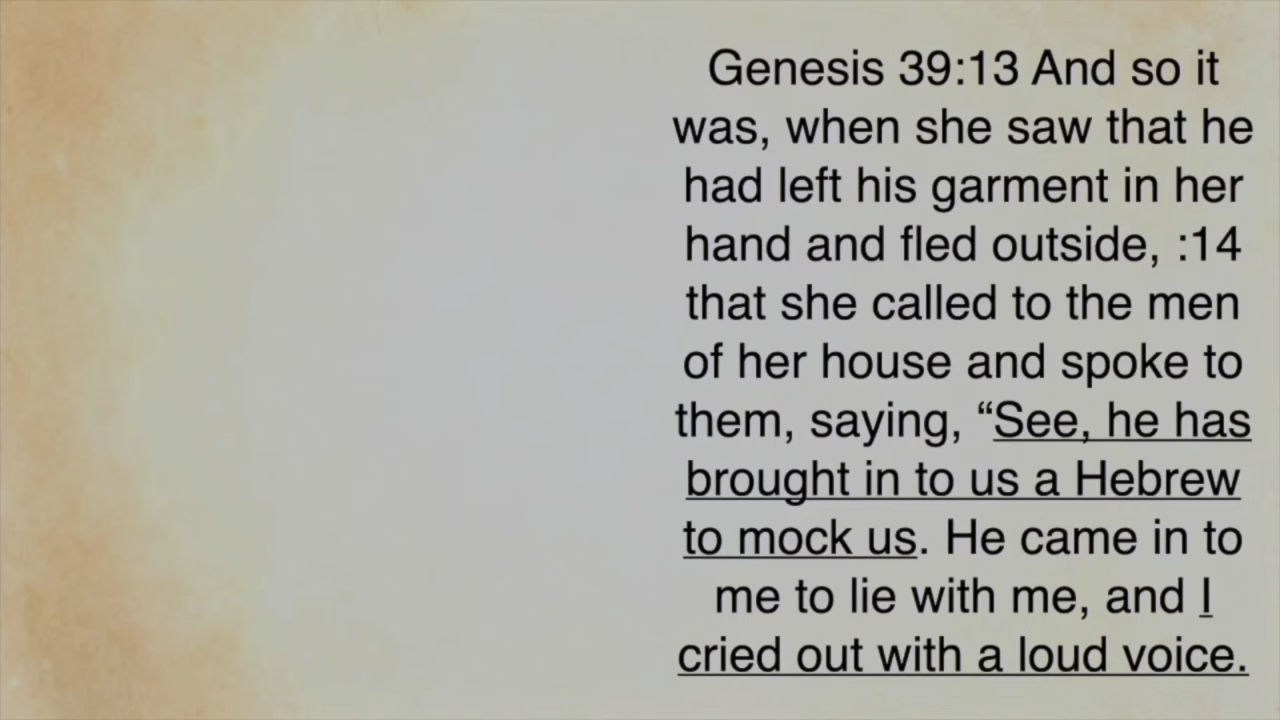 Genesis 39:13 And so it
was, when she saw that he
had left his garment in her
hand and fled outside, :14
that she called to the men
of her house and spoke to
them, saying, “See, he has
brought in to us a Hebrew
to mock us. He came in to
me to lie with me, and I
cried out with a loud voice.